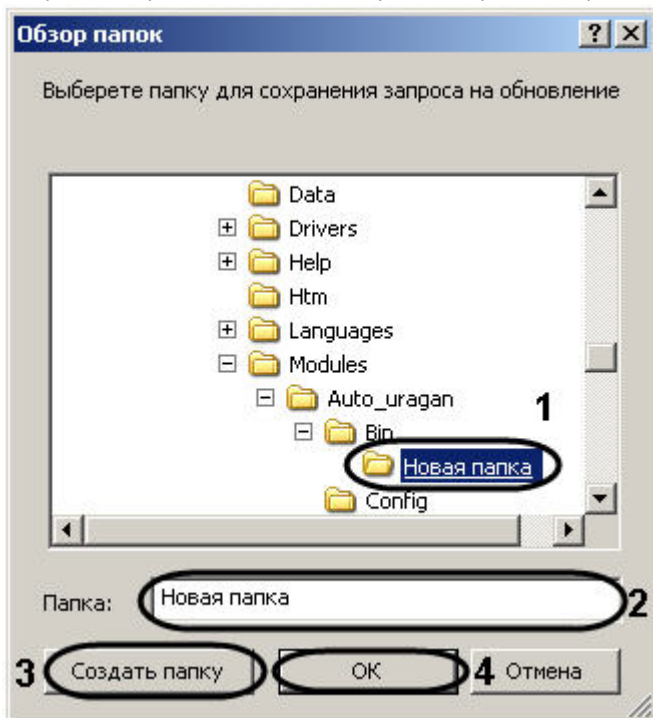 Обзор папок
Выберете папку для сохранения запроса на обновление
Data
Drivers
Help
Htm
Languages
Modules
Auto_uragan
1
Bin
Новая папка
Config
Папка: Новая папка 2
3 Создать папку ОК 4 Отмена